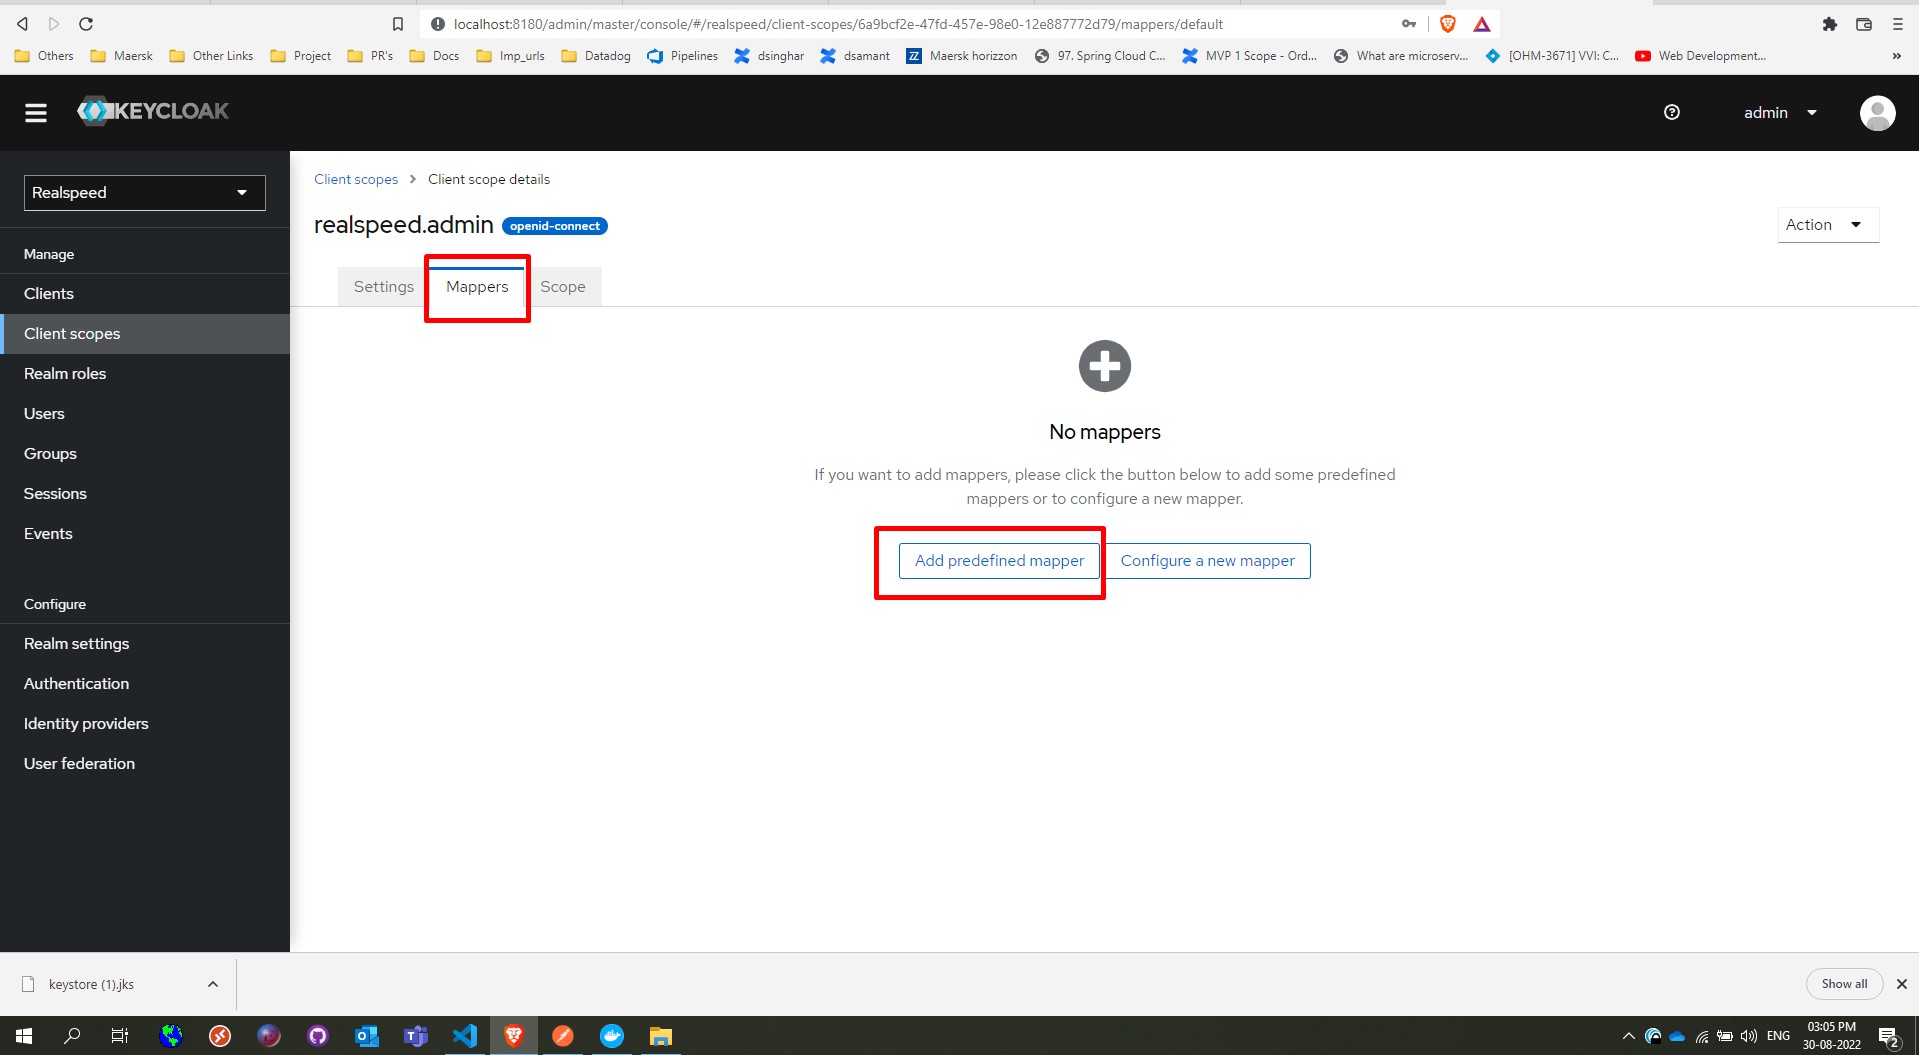 localhost:8180/admin/master/console/#/realspeed/client-scopes/6a9bcf2e-47fd-457e-98e0-12e887772d79/mappers/default
Others Maersk Other Links Project PR's Docs Imp_urls Datadog Pipelines dsinghar dsamant Maersk horizzon 97. Spring Cloud C... MVP 1 Scope - Ord... What are microserv... [OHM-3671] VVI: C... Web Development... »
KEYCLOAK
admin
Realspeed
Manage
Clients
Client scopes
Realm roles
Users
Groups
Sessions
Events
Configure
Realm settings
Authentication
Identity providers
User federation
Client scopes > Client scope details
realspeed.admin openid-connect
Action
Settings Mappers Scope
No mappers
If you want to add mappers, please click the button below to add some predefined
mappers or to configure a new mapper.
Add predefined mapper Configure a new mapper
keystore (1).jks
Show all
ENG
03:05 PM
30-08-2022
2